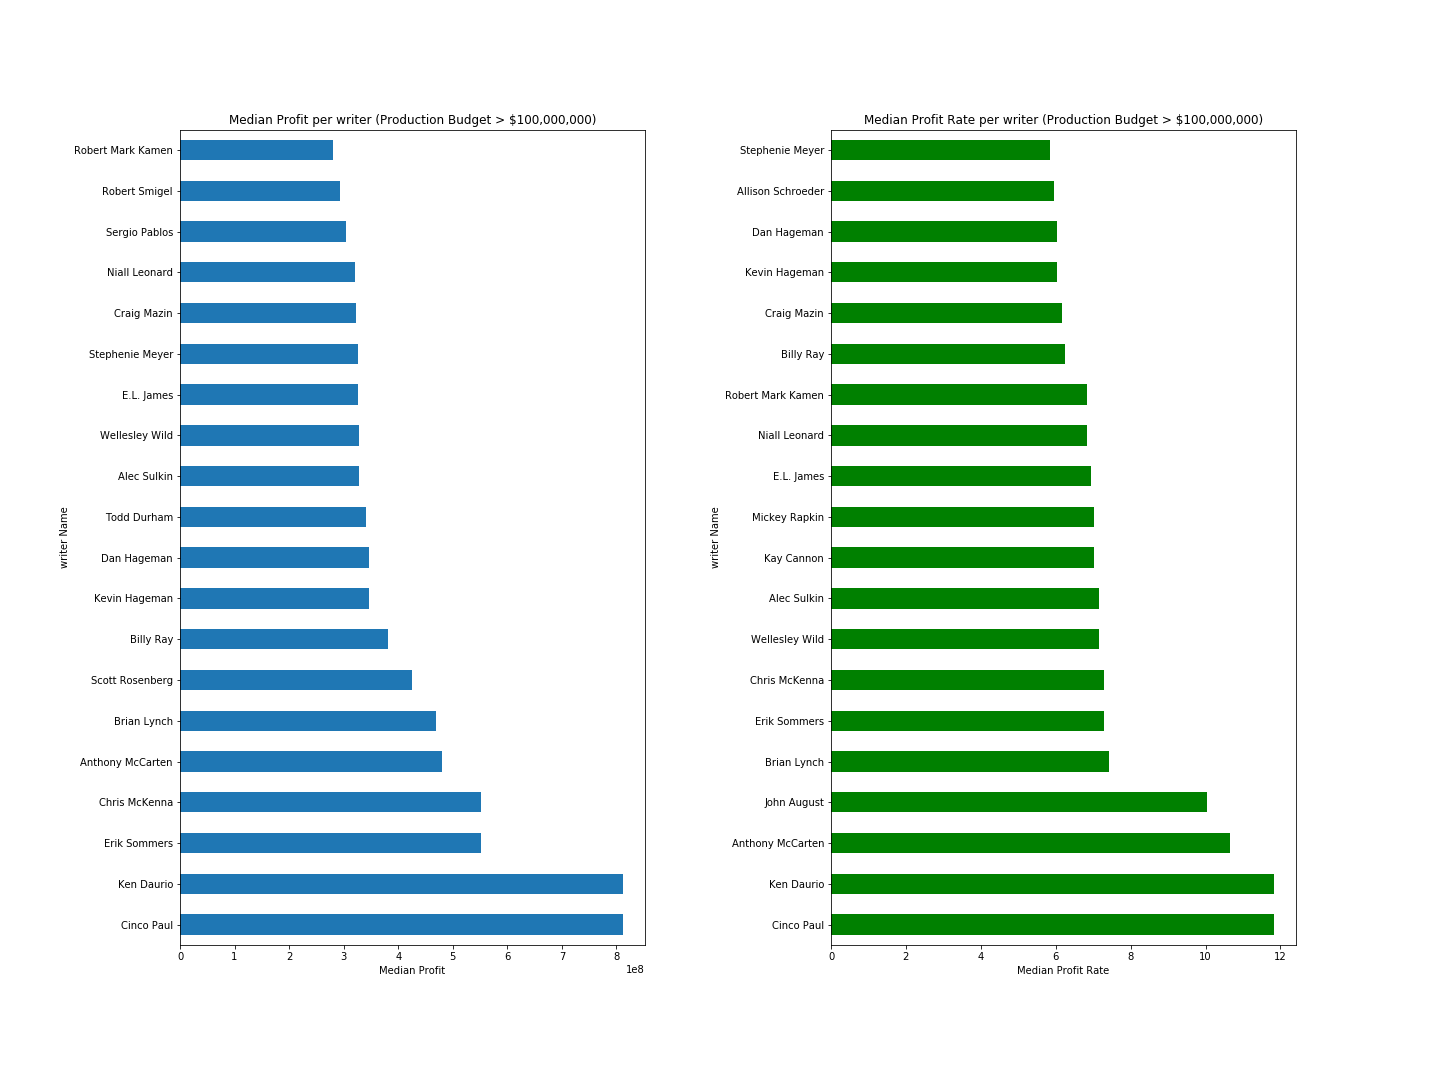 Median Profit per writer (Production Budget > $100,000,000)
Robert Mark Kamen
Robert Smigel
Sergio Pablos
Niall Leonard
Craig Mazin
Stephenie Meyer
E.L. James
Wellesley Wild
Alec Sulkin
Todd Durham
Dan Hageman
Kevin Hageman
Billy Ray
Scott Rosenberg
Brian Lynch
Anthony McCarten
Chris McKenna
Erik Sommers
Ken Daurio
Cinco Paul
writer Name
0 1 2 3 4 5 6 7 8
1e8
Median Profit
Median Profit Rate per writer (Production Budget > $100,000,000)
Stephenie Meyer
Allison Schroeder
Dan Hageman
Kevin Hageman
Craig Mazin
Billy Ray
Robert Mark Kamen
Niall Leonard
E.L. James
Mickey Rapkin
Kay Cannon
Alec Sulkin
Wellesley Wild
Chris McKenna
Erik Sommers
Brian Lynch
John August
Anthony McCarten
Ken Daurio
Cinco Paul
writer Name
0 2 4 6 8 10 12
Median Profit Rate